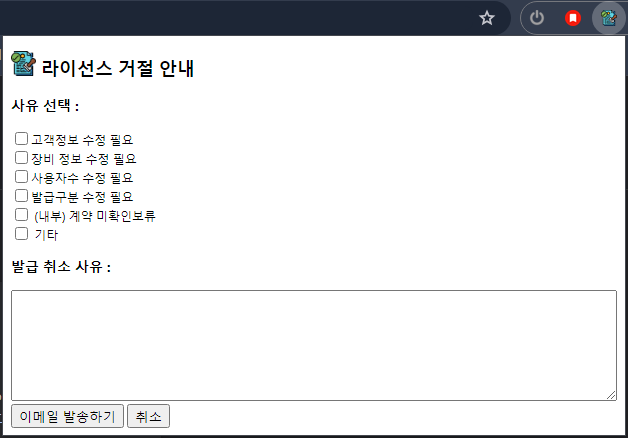 라이선스 거절 안내
사유 선택 :
고객정보 수정 필요
장비 정보 수정 필요
사용자수 수정 필요
발급구분 수정 필요
(내부) 계약 미확인보류
기타
발급 취소 사유 :
이메일 발송하기 취소